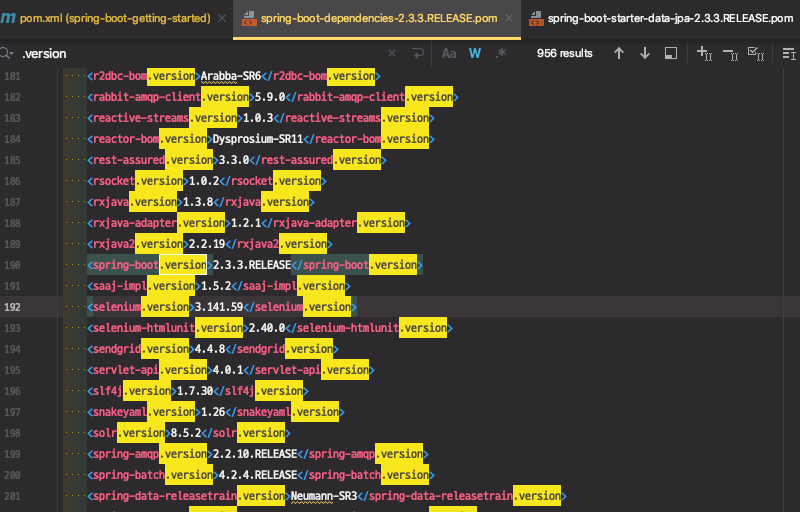 pom.xml (spring-boot-getting-started) × spring-boot-dependencies-2.3.3.RELEASE.pom × spring-boot-starter-data-jpa-2.3.3.RELEASE.pom
.version × Aa W .* 956 results
181 <r2dbc-bom.version>Arabba-SR6</r2dbc-bom.version>
182 <rabbit-amqp-client.version>5.9.0</rabbit-amqp-client.version>
183 <reactive-streams.version>1.0.3</reactive-streams.version>
184 <reactor-bom.version>Dysprosium-SR11</reactor-bom.version>
185 <rest-assured.version>3.3.0</rest-assured.version>
186 <rsocket.version>1.0.2</rsocket.version>
187 <rxjava.version>1.3.8</rxjava.version>
188 <rxjava-adapter.version>1.2.1</rxjava-adapter.version>
189 <rxjava2.version>2.2.19</rxjava2.version>
190 <spring-boot.version>2.3.3.RELEASE</spring-boot.version>
191 <saaj-impl.version>1.5.2</saaj-impl.version>
192 <selenium.version>3.141.59</selenium.version>
193 <selenium-htmlunit.version>2.40.0</selenium-htmlunit.version>
194 <sendgrid.version>4.4.8</sendgrid.version>
195 <servlet-api.version>4.0.1</servlet-api.version>
196 <slf4j.version>1.7.30</slf4j.version>
197 <snakeyaml.version>1.26</snakeyaml.version>
198 <solr.version>8.5.2</solr.version>
199 <spring-amqp.version>2.2.10.RELEASE</spring-amqp.version>
200 <spring-batch.version>4.2.4.RELEASE</spring-batch.version>
201 <spring-data-releasetrain.version>Neumann-SR3</spring-data-releasetrain.version>